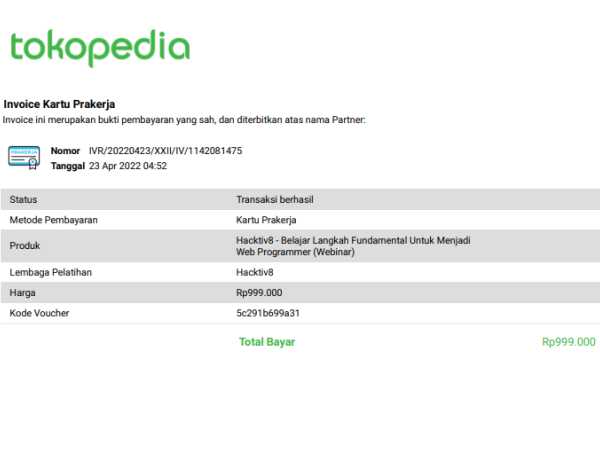 tokopedia
Invoice Kartu Prakerja
Invoice ini merupakan bukti pembayaran yang sah, dan diterbitkan atas nama Partner:
PRAKERJA
Nomor IVR/20220423/XXII/IV/1142081475
Tanggal 23 Apr 2022 04:52
Status Transaksi berhasil
Metode Pembayaran Kartu Prakerja
Produk Hacktiv8 - Belajar Langkah Fundamental Untuk Menjadi
Web Programmer (Webinar)
Lembaga Pelatihan Hacktiv8
Harga Rp999.000
Kode Voucher 5c291b699a31
Total Bayar Rp999.000